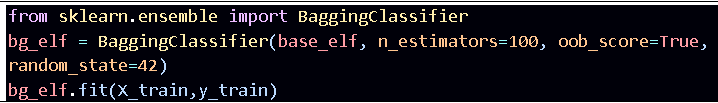 from sklearn.ensemble import BaggingClassifier
bg_elf = BaggingClassifier(base_elf, n_estimators=100, oob_score=True,
random_state=42)
bg_elf.fit(X_train,y_train)